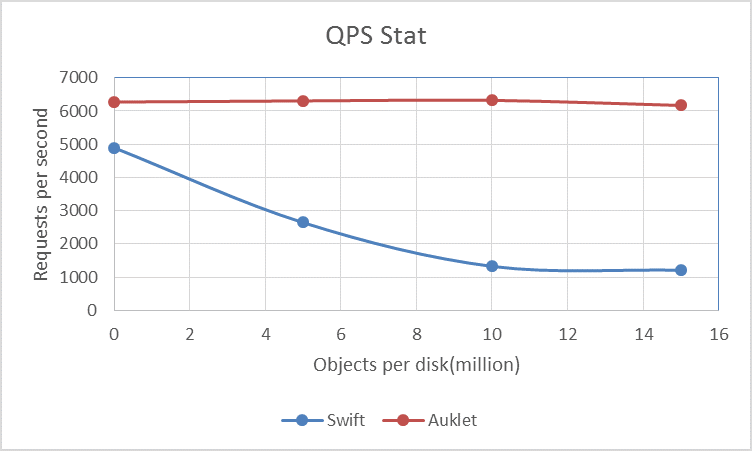 QPS Stat
Requests per second
7000
6000
5000
4000
3000
2000
1000
0
0 2 4 6 8 10 12 14 16
Objects per disk(million)
Swift Auklet